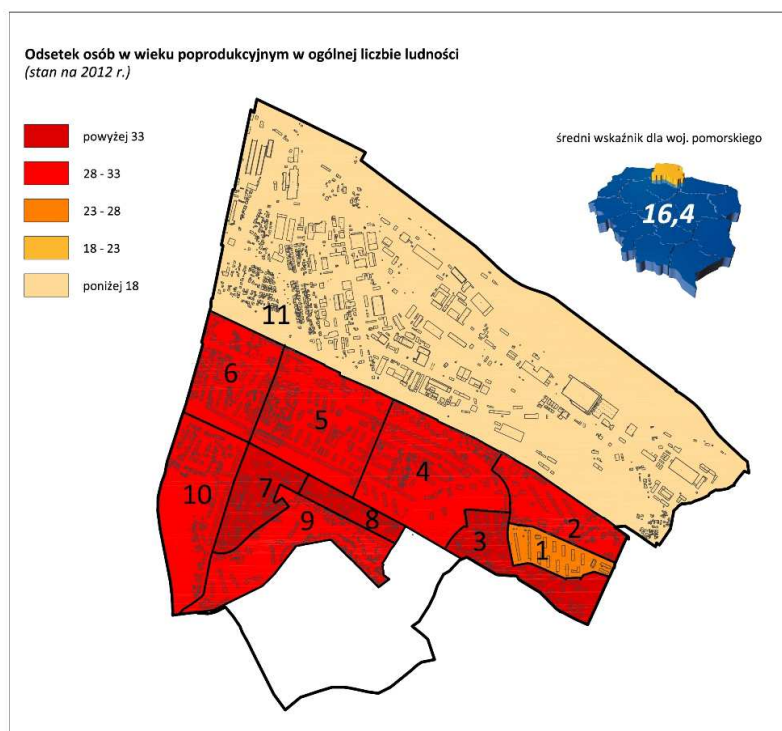 Odsetek osób w wieku poprodukcyjnym w ogólnej liczbie ludności
(stan na 2012 r.)
powyżej 33
28 - 33
23 - 28
18 - 23
poniżej 18
średni wskaźnik dla woj. pomorskiego
16,4
11
6
5
4
10
7
9
8
3
2
1